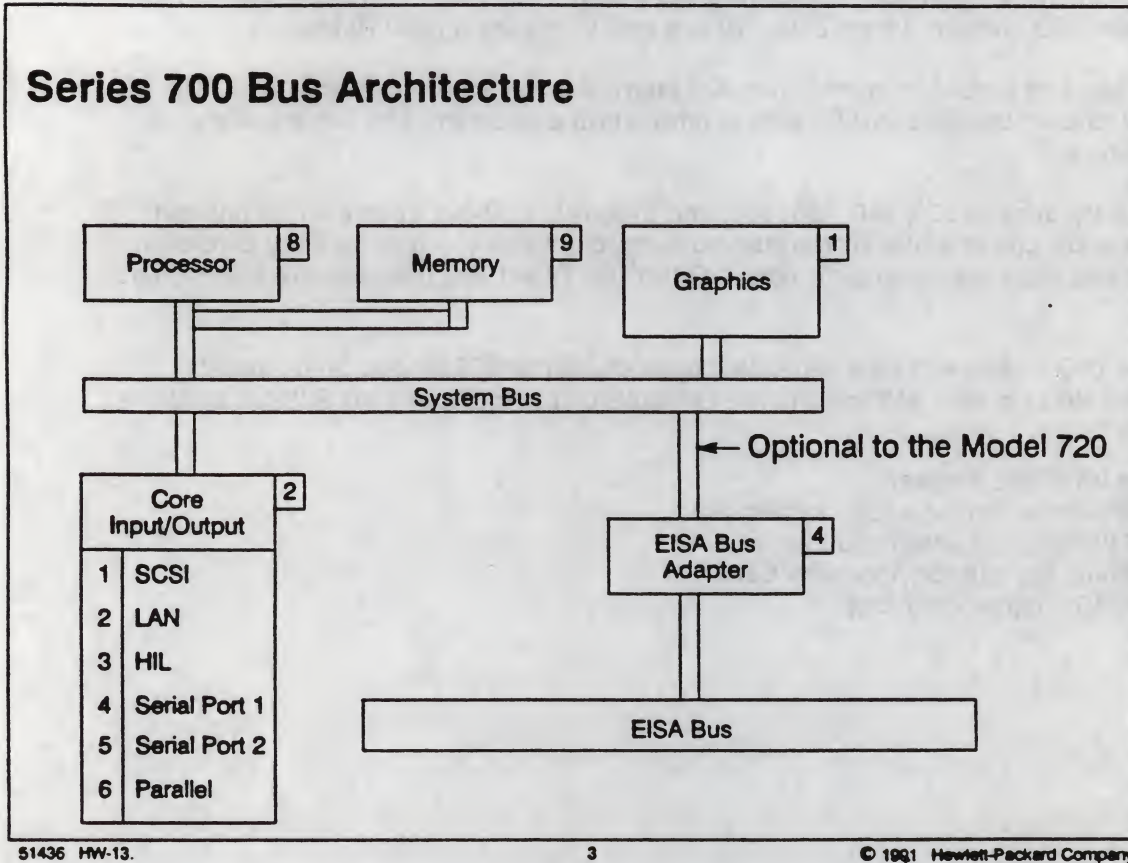 Series 700 Bus Architecture
Processor
8
Memory
9
Graphics
1
System Bus
← Optional to the Model 720
Core
Input/Output
2
1 SCSI
2 LAN
3 HIL
4 Serial Port 1
5 Serial Port 2
6 Parallel
EISA Bus
Adapter
4
EISA Bus
51436 HW-13.
3
© 1991 Hewlett-Packard Company